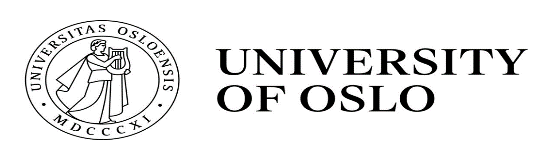 UNIVERSITAS OSLOENSIS
MDCCCXI
UNIVERSITY
OF OSLO